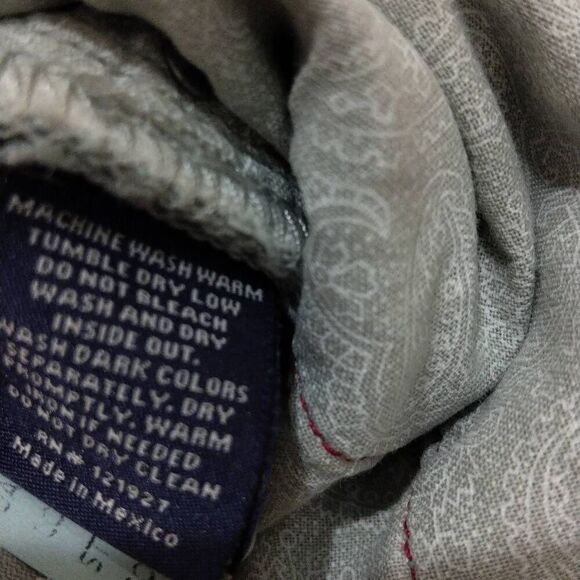 MACHINE WASH WARM
TUMBLE DRY LOW
DO NOT BLEACH
WASH AND DRY
INSIDE OUT.
WASH DARK COLORS
SEPARATELY. DRY
PROMPTLY. WARM
IRON IF NEEDED
DO NOT DRY CLEAN
RN# 121927
Made in Mexico